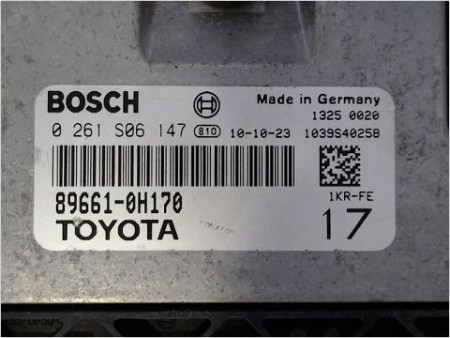 BOSCH Made in Germany
1325 0020
0 261 S06 147 810 10-10-23 1039S40258
89661-0H170 1KR-FE
TOYOTA 17